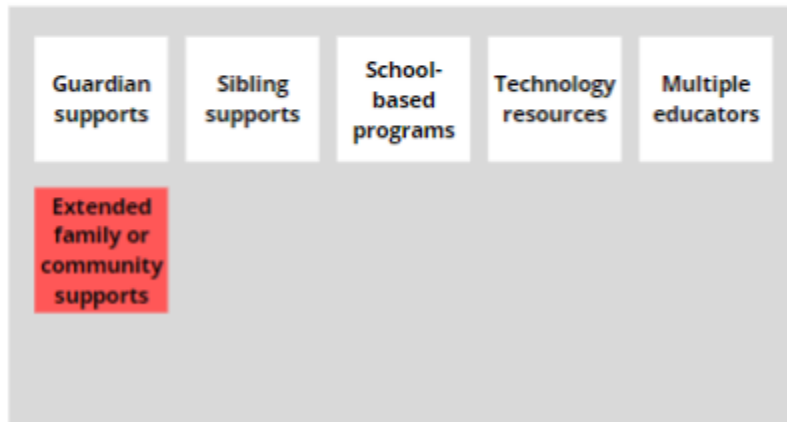 Guardian
supports
Sibling
supports
School-
based
programs
Technology
resources
Multiple
educators
Extended
family or
community
supports